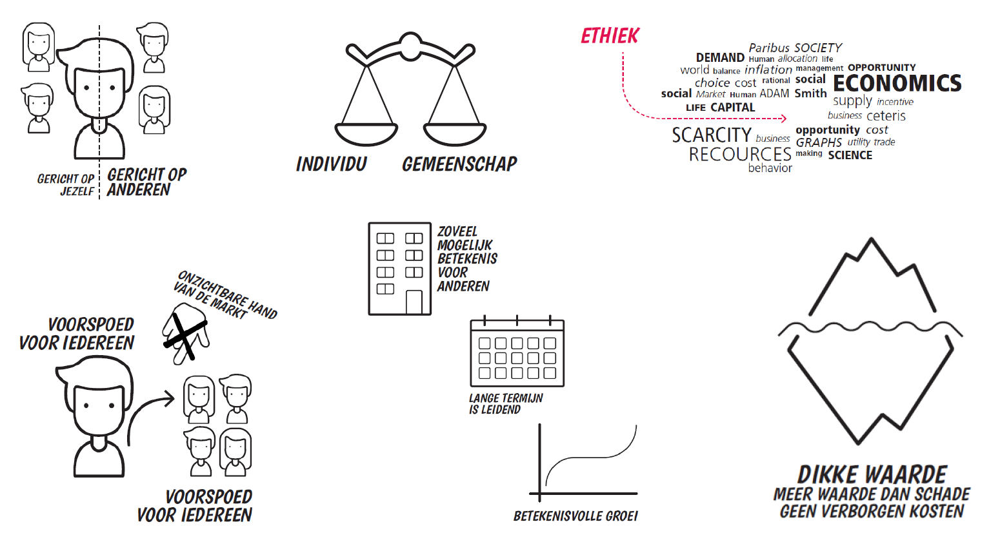 GERICHT OP
JEZELF
GERICHT OP
ANDEREN
INDIVIDU
GEMEENSCHAP
ETHIEK
Paribus SOCIETY
DEMAND Human allocation life
world balance inflation management OPPORTUNITY
choice cost rational social ECONOMICS
social Market Human ADAM Smith
supply incentive
LIFE CAPITAL
business ceteris
SCARCITY business opportunity cost
GRAPHS utility trade
RECOURCES making SCIENCE
behavior
VOORSPOED
VOOR IEDEREEN
ONZICHTBARE HAND
VAN DE MARKT
VOORSPOED
VOOR IEDEREEN
ZOVEEL
MOGELIJK
BETEKENIS
VOOR
ANDEREN
LANGE TERMIJN
IS LEIDEND
BETEKENISVOLLE GROEI
DIKKE WAARDE
MEER WAARDE DAN SCHADE
GEEN VERBORGEN KOSTEN